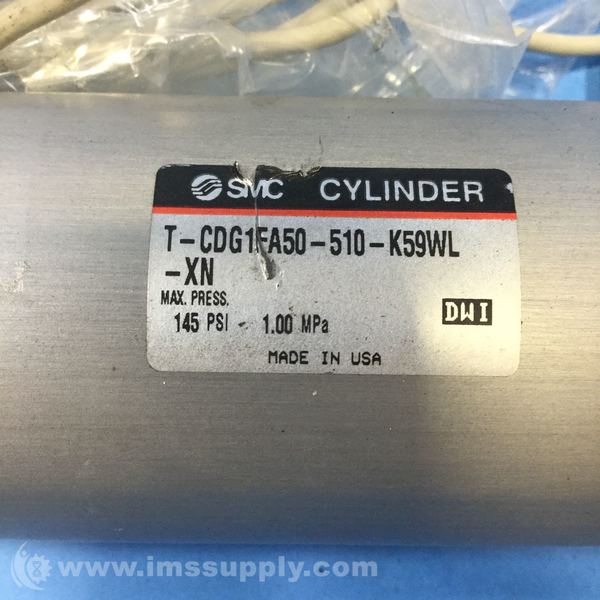 SMC CYLINDER
T-CDG1FA50-510-K59WL
-XN
MAX. PRESS.
145 PSI - 1.00 MPa
DWI
MADE IN USA
www.imssupply.com